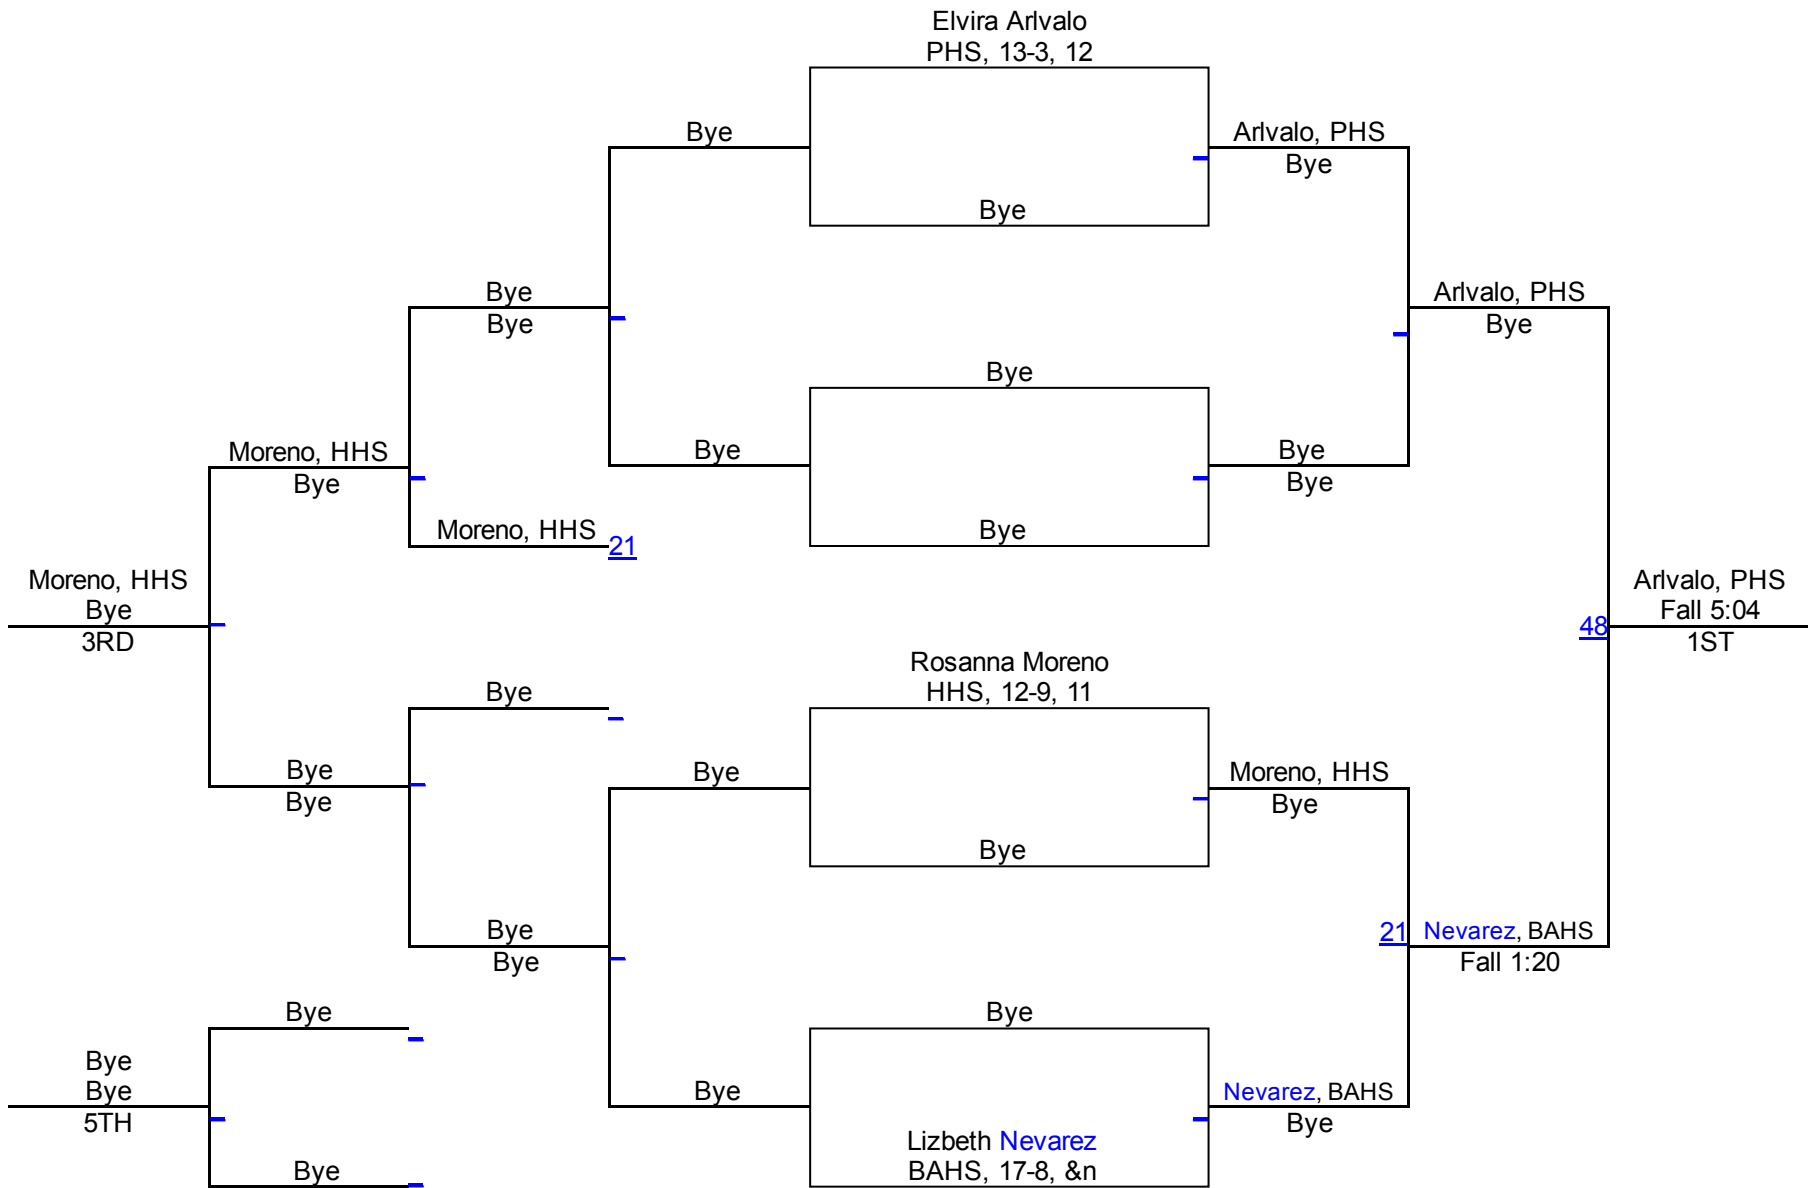 Elvira Arlvalo
PHS, 13-3, 12
Bye
Arlvalo, PHS
Bye
Bye
Bye
Bye
Arlvalo, PHS
Bye
Bye
Moreno, HHS
Bye
Bye
Bye
Bye
Moreno, HHS
21
Bye
Moreno, HHS
Bye
3RD
Arlvalo, PHS
Fall 5:04
48
1ST
Rosanna Moreno
HHS, 12-9, 11
Bye
Bye
Bye
Bye
Moreno, HHS
Bye
Bye
Bye
Bye
21
Nevarez, BAHS
Fall 1:20
Bye
Bye
Bye
Bye
5TH
Bye
Nevarez, BAHS
Bye
Lizbeth Nevarez
BAHS, 17-8, &n
Bye